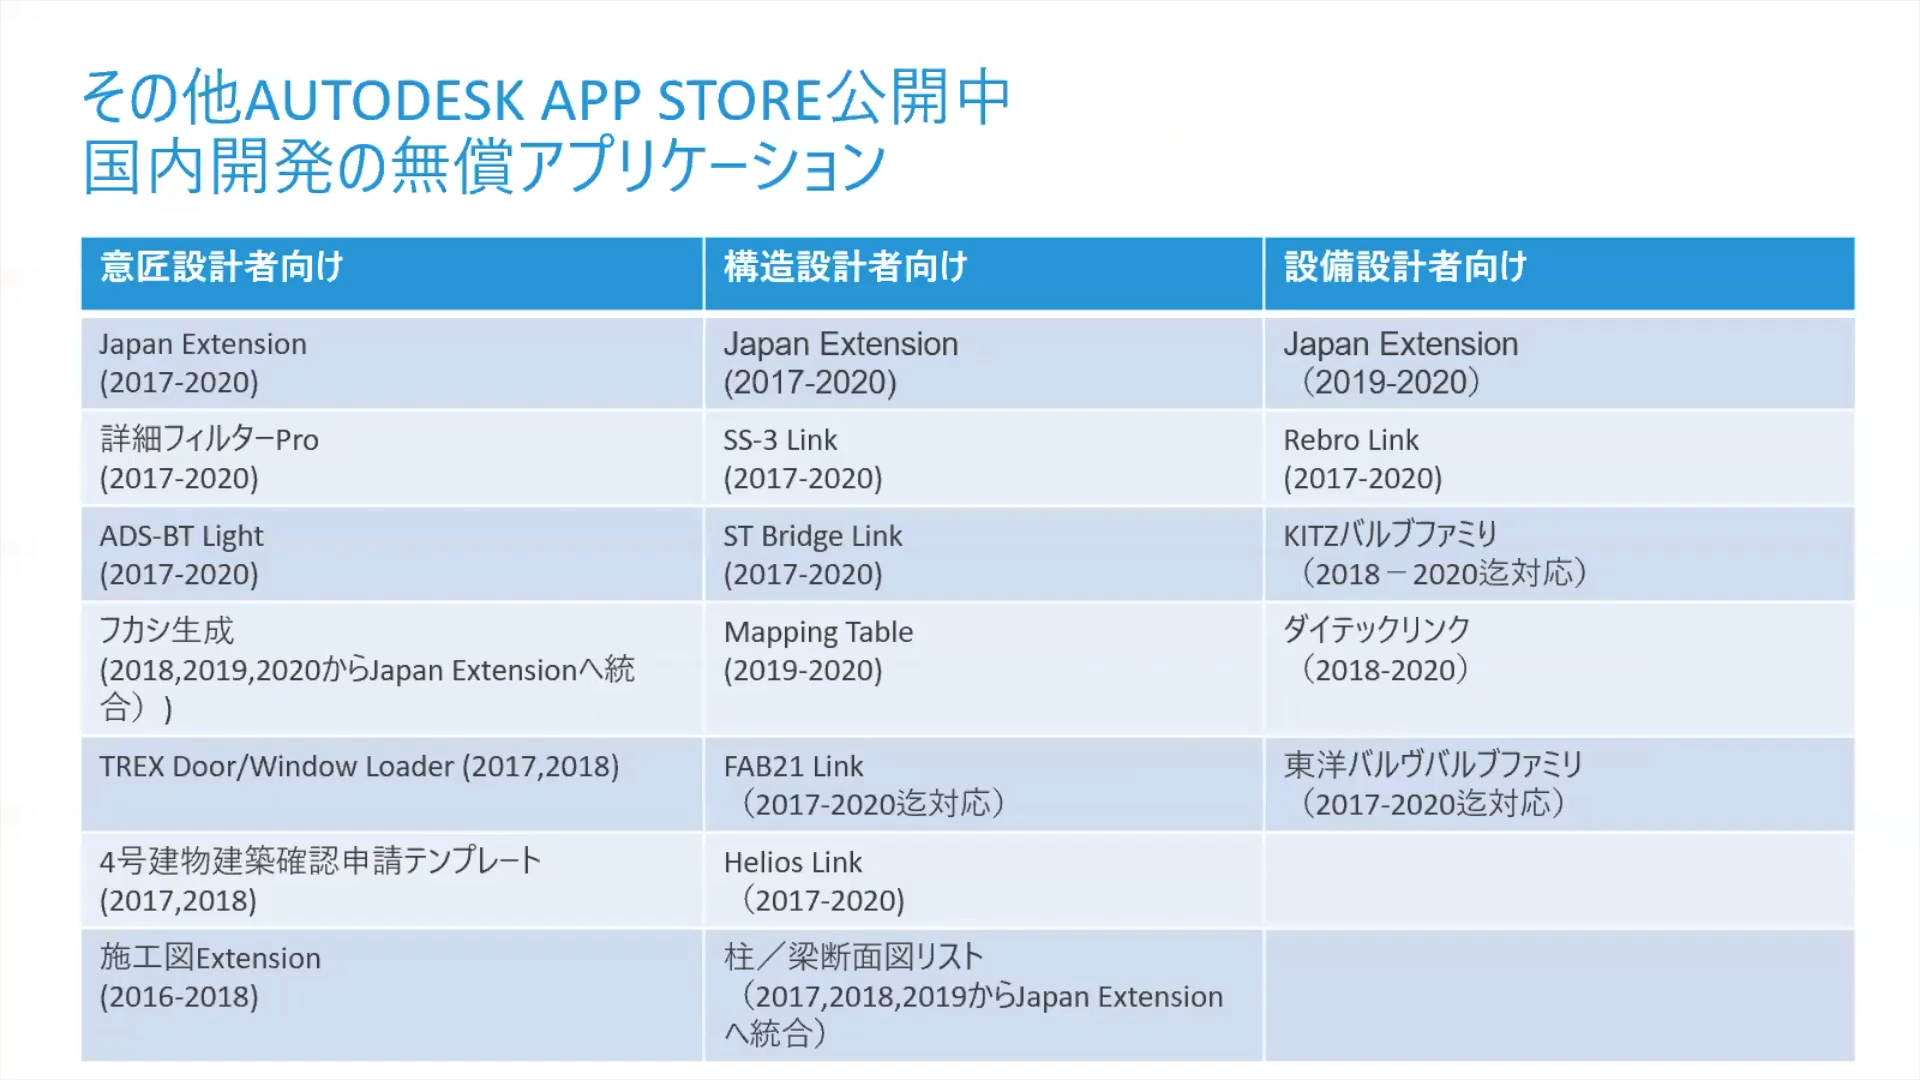 その他AUTODESK APP STORE公開中
国内開発の無償アプリケーション
意匠設計者向け
構造設計者向け
設備設計者向け
Japan Extension
(2017-2020)
Japan Extension
(2017-2020)
Japan Extension
（2019-2020）
詳細フィルターPro
(2017-2020)
SS-3 Link
(2017-2020)
Rebro Link
(2017-2020)
ADS-BT Light
(2017-2020)
ST Bridge Link
(2017-2020)
KITZバルブファミリ
（2018－2020迄対応）
フカシ生成
(2018,2019,2020からJapan Extensionへ統
合）)
Mapping Table
(2019-2020)
ダイテックリンク
（2018-2020）
TREX Door/Window Loader (2017,2018)
FAB21 Link
（2017-2020迄対応）
東洋バルヴバルブファミリ
（2017-2020迄対応）
4号建物建築確認申請テンプレート
(2017,2018)
Helios Link
（2017-2020)
施工図Extension
(2016-2018)
柱／梁断面図リスト
（2017,2018,2019からJapan Extension
へ統合）